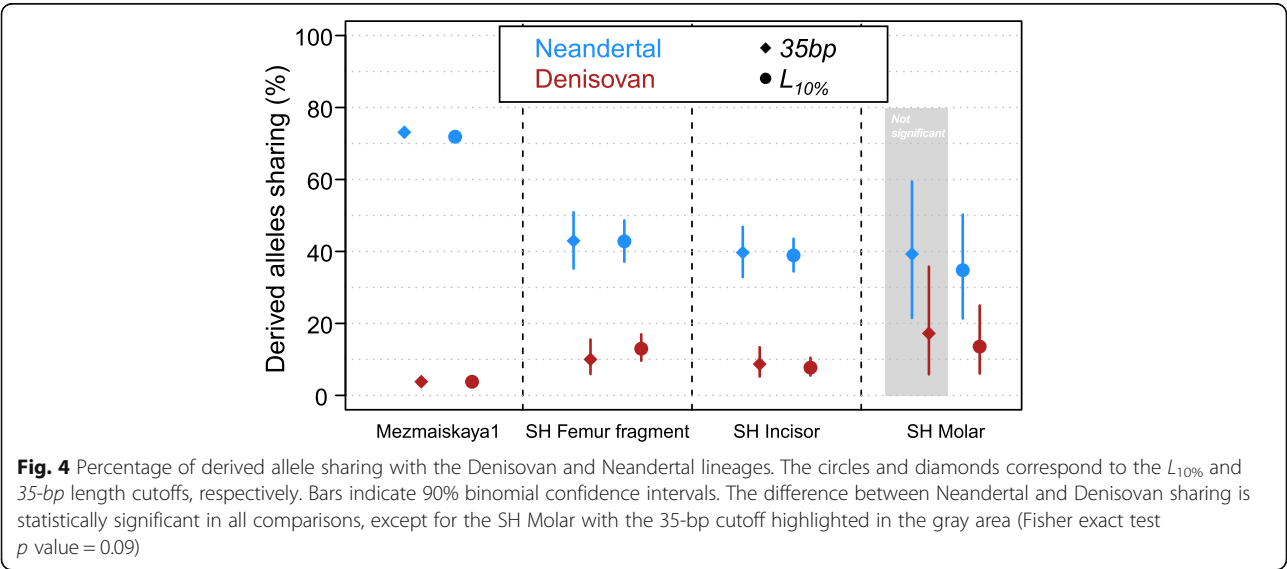 100
80
60
40
20
0
Derived alleles sharing (%)
Neandertal
Denisovan
35bp
L10%
Not
significant
Mezmaiskaya1
SH Femur fragment
SH Incisor
SH Molar
Fig. 4 Percentage of derived allele sharing with the Denisovan and Neandertal lineages. The circles and diamonds correspond to the L10% and
35-bp length cutoffs, respectively. Bars indicate 90% binomial confidence intervals. The difference between Neandertal and Denisovan sharing is
statistically significant in all comparisons, except for the SH Molar with the 35-bp cutoff highlighted in the gray area (Fisher exact test
p value = 0.09)